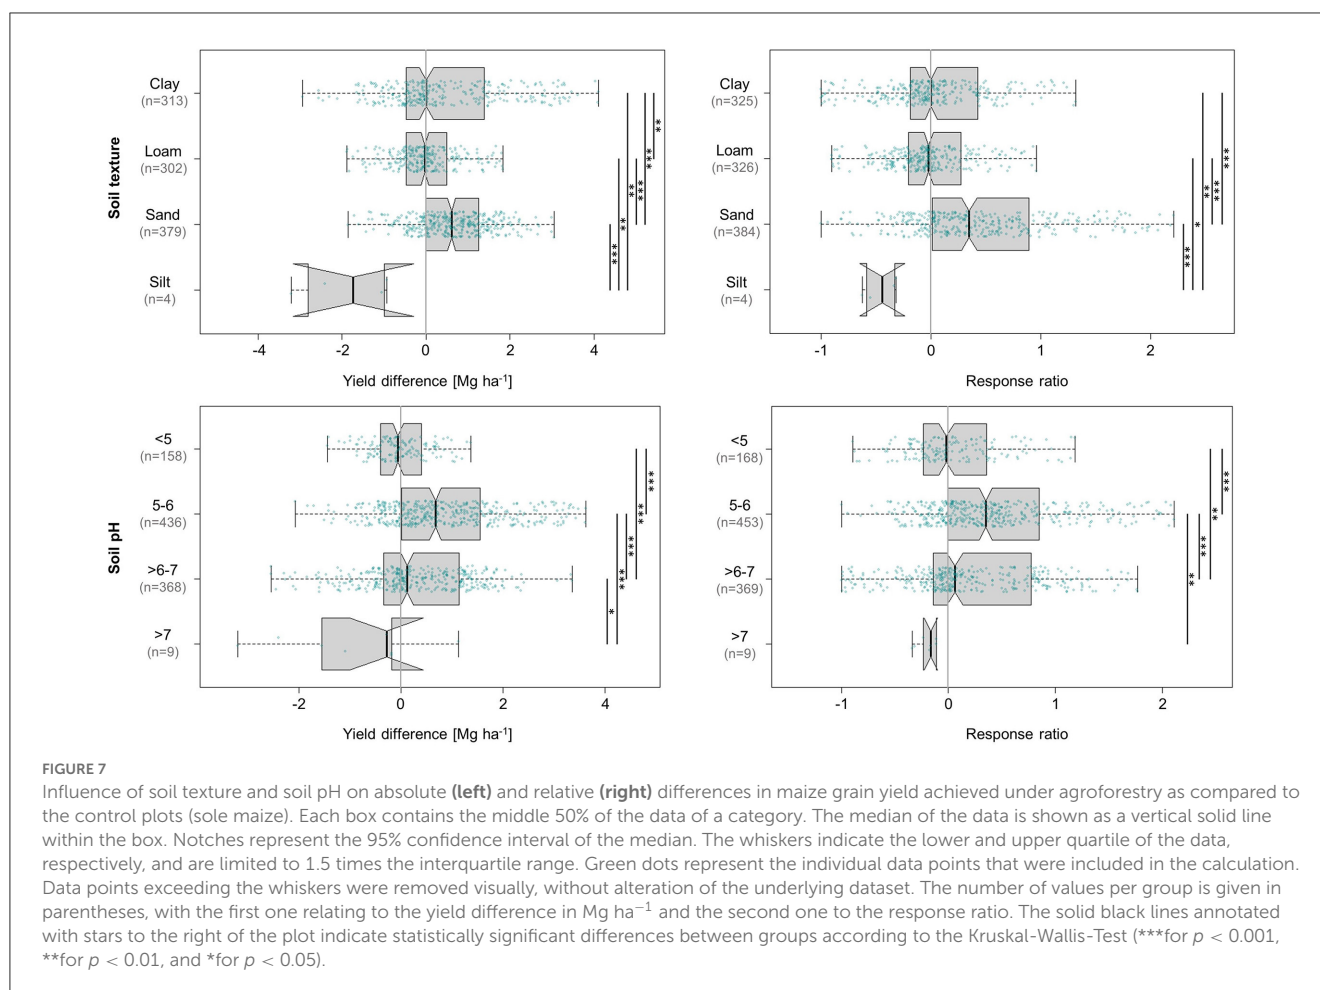 Soil texture
Clay
(n=313)
Loam
(n=302)
Sand
(n=379)
Silt
(n=4)
***
**
**
***
***
**
-4 -2 0 2 4
Yield difference [Mg ha-1]
Clay
(n=325)
Loam
(n=326)
Sand
(n=384)
Silt
(n=4)
***
*
**
***
***
-1 0 1 2
Response ratio
Soil pH
<5
(n=158)
5-6
(n=436)
>6-7
(n=368)
>7
(n=9)
*
***
***
***
***
-2 0 2 4
Yield difference [Mg ha-1]
<5
(n=168)
5-6
(n=453)
>6-7
(n=369)
>7
(n=9)
**
***
**
***
-1 0 1 2
Response ratio
FIGURE 7
Influence of soil texture and soil pH on absolute (left) and relative (right) differences in maize grain yield achieved under agroforestry as compared to
the control plots (sole maize). Each box contains the middle 50% of the data of a category. The median of the data is shown as a vertical solid line
within the box. Notches represent the 95% confidence interval of the median. The whiskers indicate the lower and upper quartile of the data,
respectively, and are limited to 1.5 times the interquartile range. Green dots represent the individual data points that were included in the calculation.
Data points exceeding the whiskers were removed visually, without alteration of the underlying dataset. The number of values per group is given in
parentheses, with the first one relating to the yield difference in Mg ha−1 and the second one to the response ratio. The solid black lines annotated
with stars to the right of the plot indicate statistically significant differences between groups according to the Kruskal-Wallis-Test (***for p < 0.001,
**for p < 0.01, and *for p < 0.05).